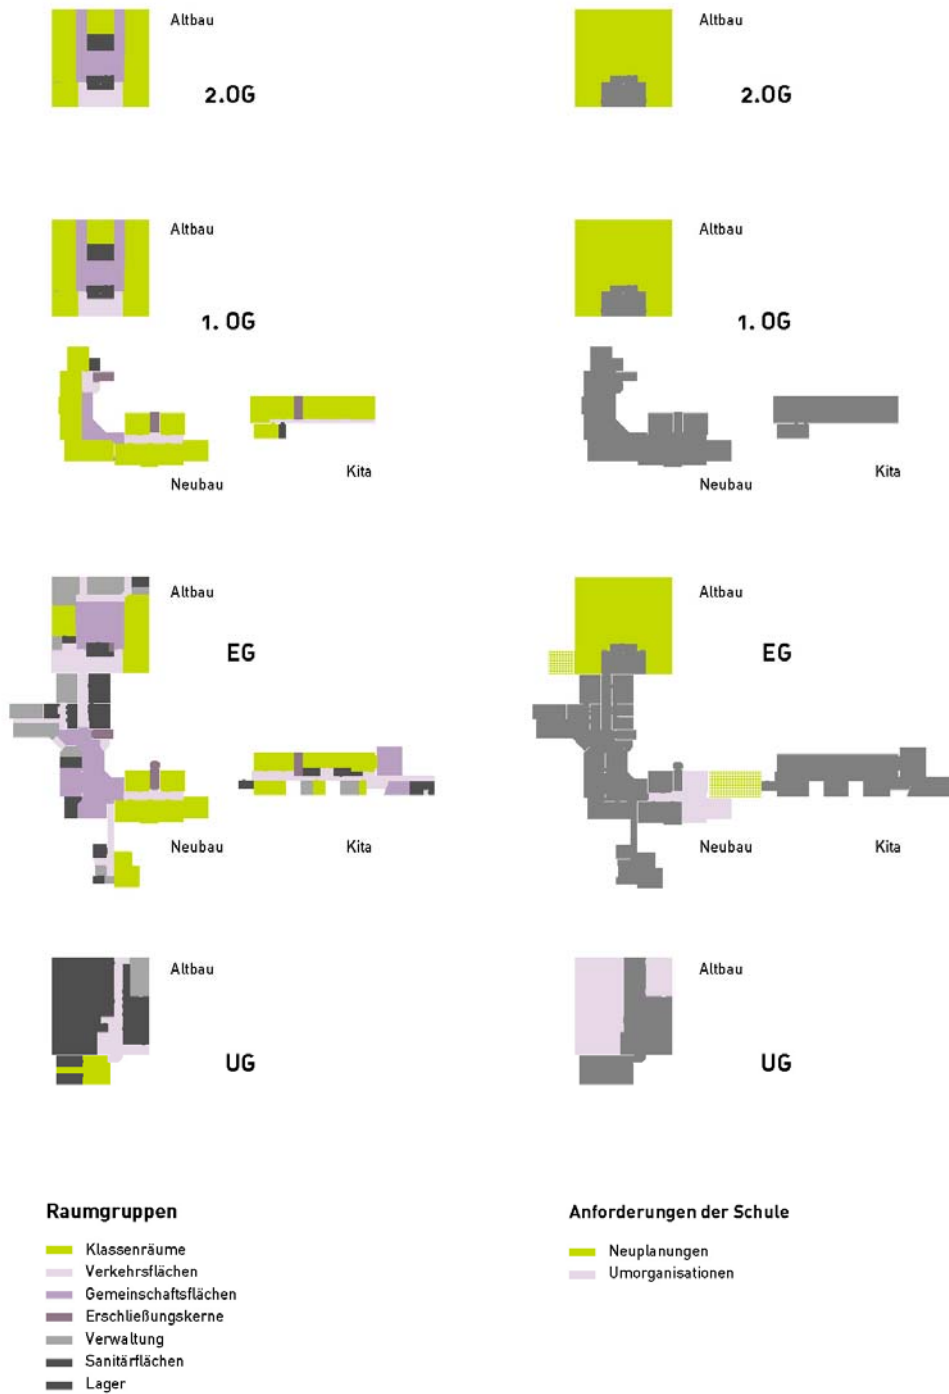 Altbau
2.OG
Altbau
2.OG
Altbau
1. OG
Altbau
1. OG
Neubau
Kita
Neubau
Kita
Altbau
EG
Altbau
EG
Neubau
Kita
Neubau
Kita
Altbau
UG
Altbau
UG
Raumgruppen
Klassenräume
Verkehrsflächen
Gemeinschaftsflächen
Erschließungskerne
Verwaltung
Sanitärflächen
Lager
Anforderungen der Schule
Neuplanungen
Umorganisationen